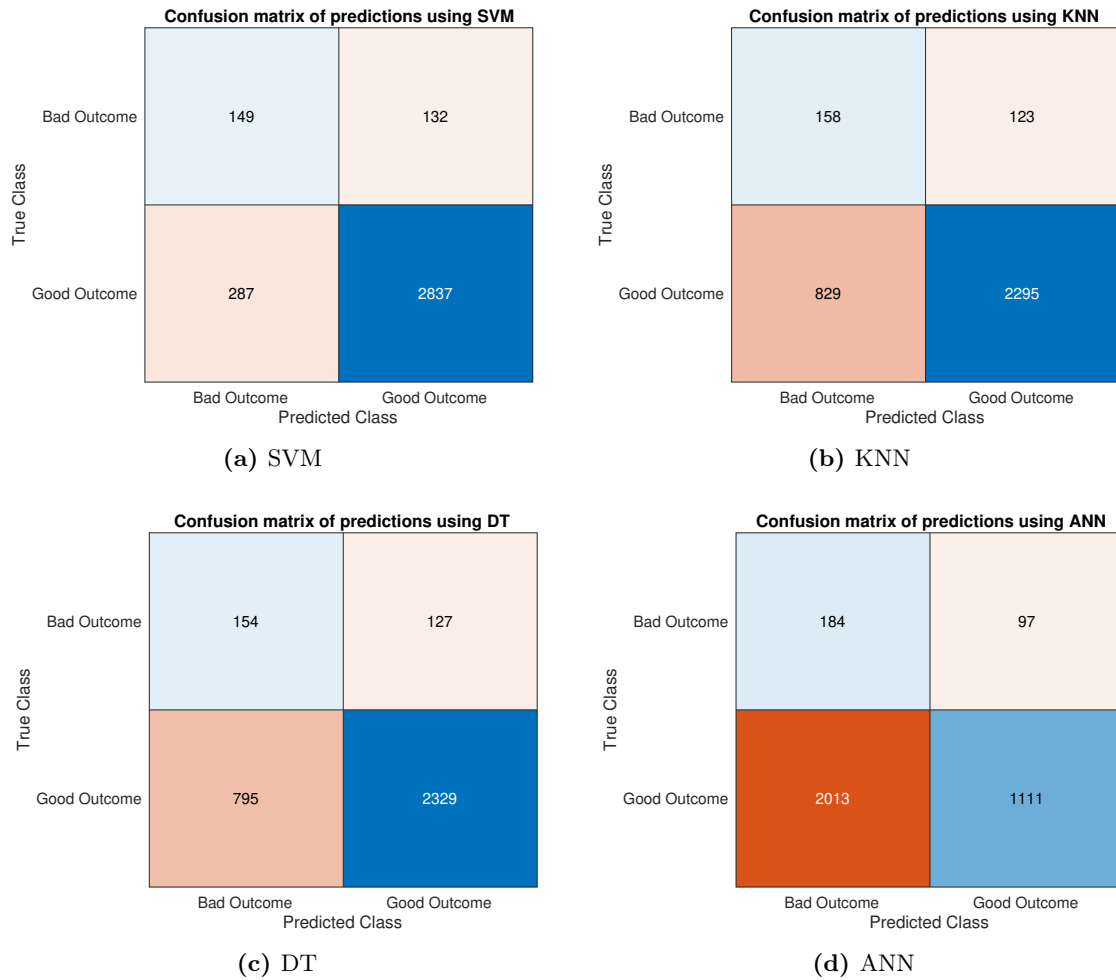 Confusion matrix of predictions using SVM
True Class
Bad Outcome
149
132
Good Outcome
287
2837
Bad Outcome
Good Outcome
Predicted Class
(a) SVM
Confusion matrix of predictions using KNN
True Class
Bad Outcome
158
123
Good Outcome
829
2295
Bad Outcome
Good Outcome
Predicted Class
(b) KNN
Confusion matrix of predictions using DT
True Class
Bad Outcome
154
127
Good Outcome
795
2329
Bad Outcome
Good Outcome
Predicted Class
(c) DT
Confusion matrix of predictions using ANN
True Class
Bad Outcome
184
97
Good Outcome
2013
1111
Bad Outcome
Good Outcome
Predicted Class
(d) ANN